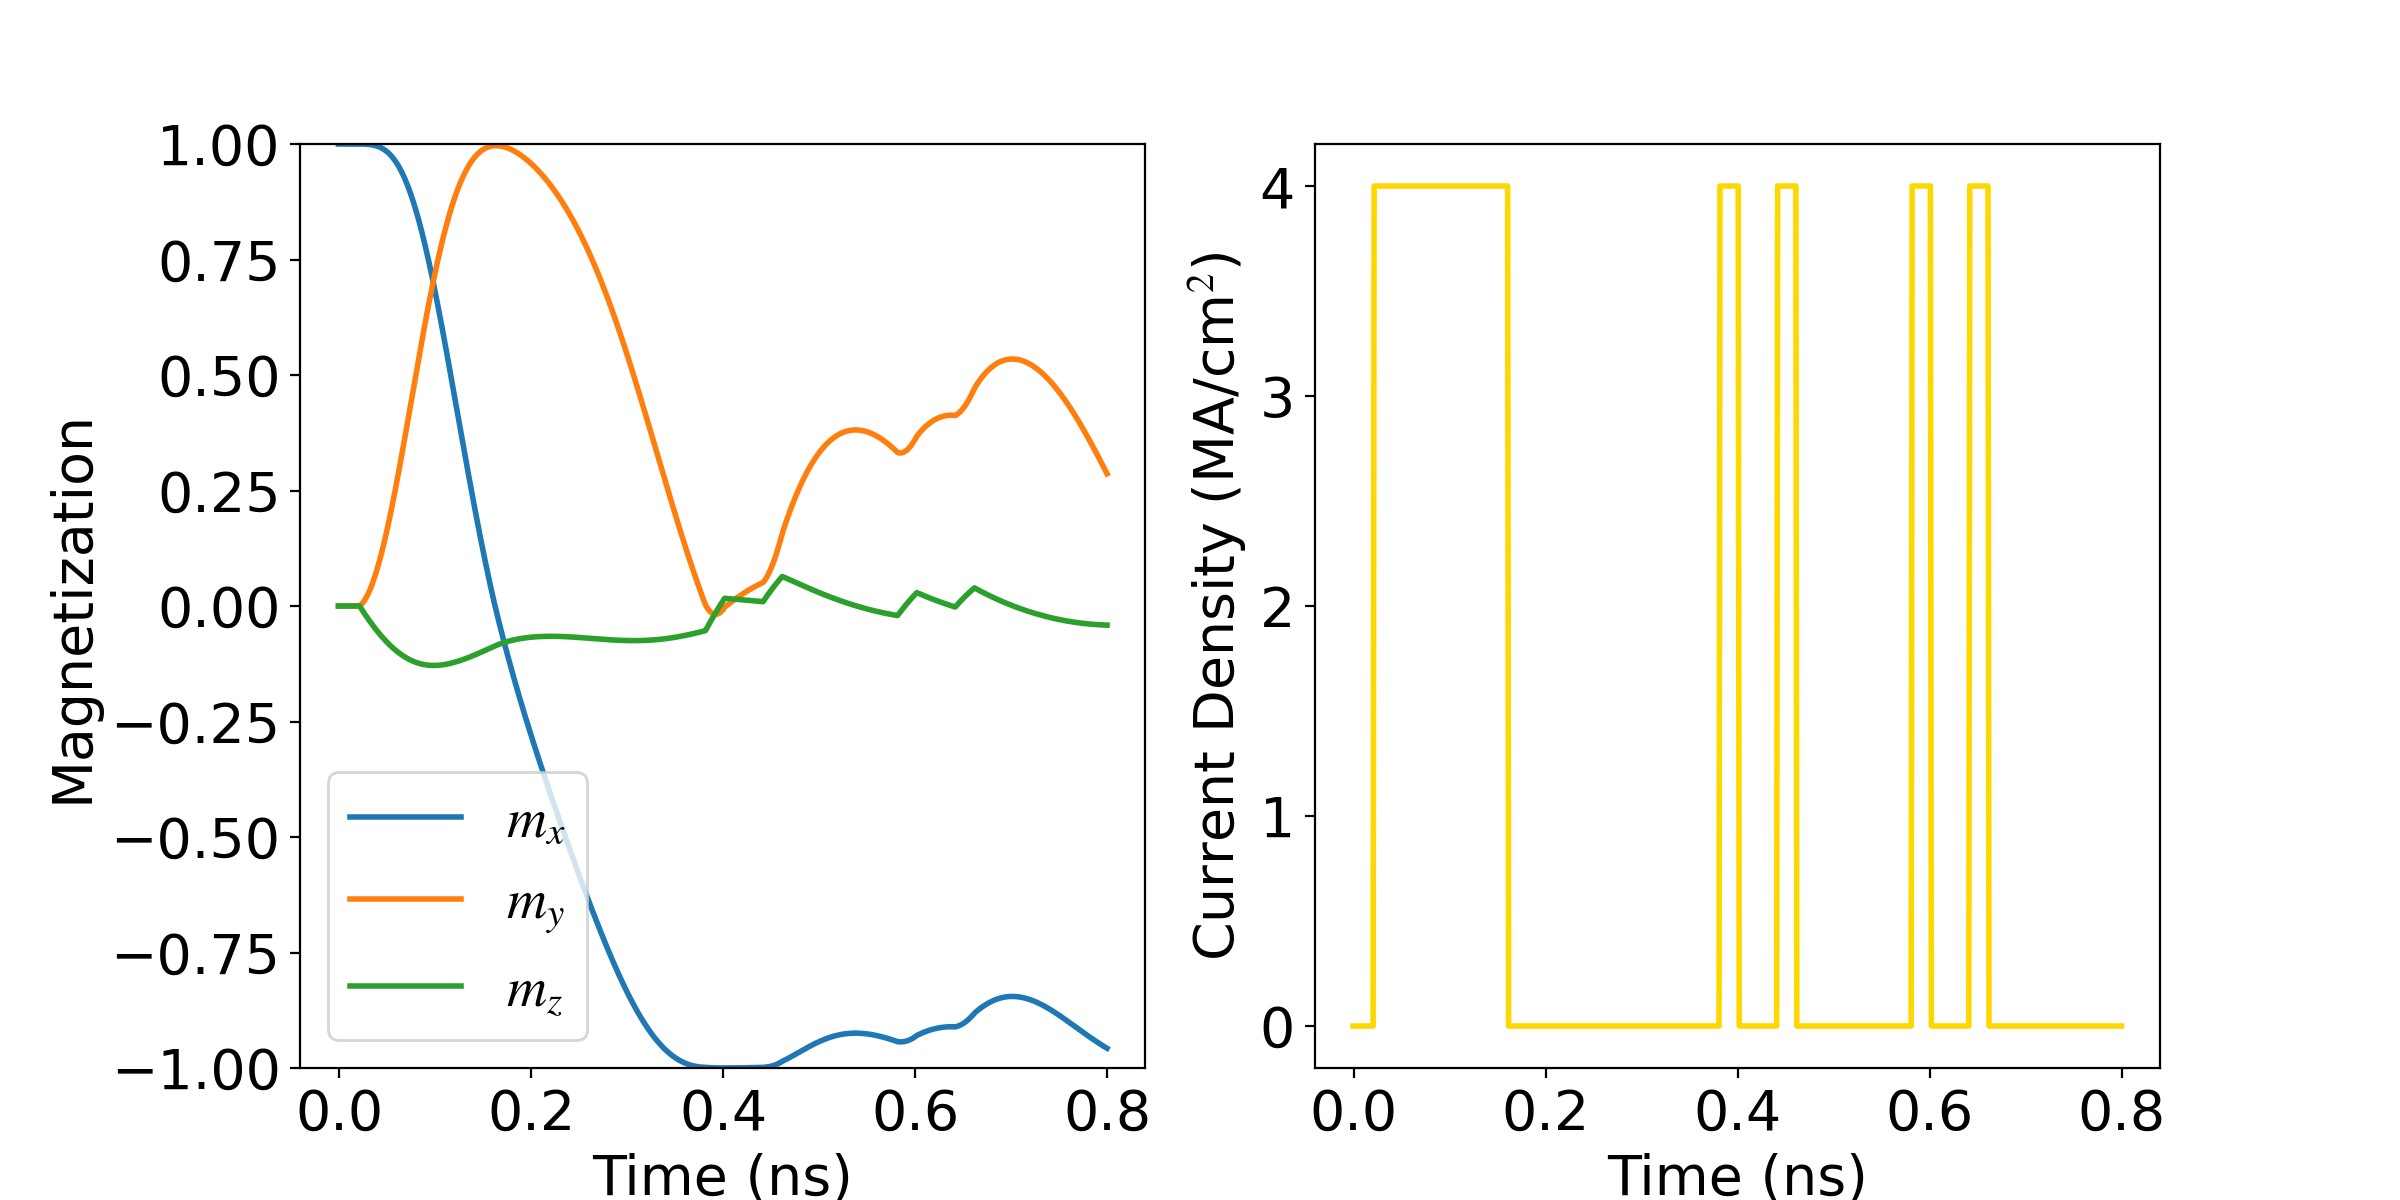 1.00
0.75
0.50
0.25
0.00
−0.25
−0.50
−0.75
−1.00
Magnetization
m_x
m_y
m_z
0.0 0.2 0.4 0.6 0.8
Time (ns)
4
3
2
1
0
Current Density (MA/cm²)
0.0 0.2 0.4 0.6 0.8
Time (ns)